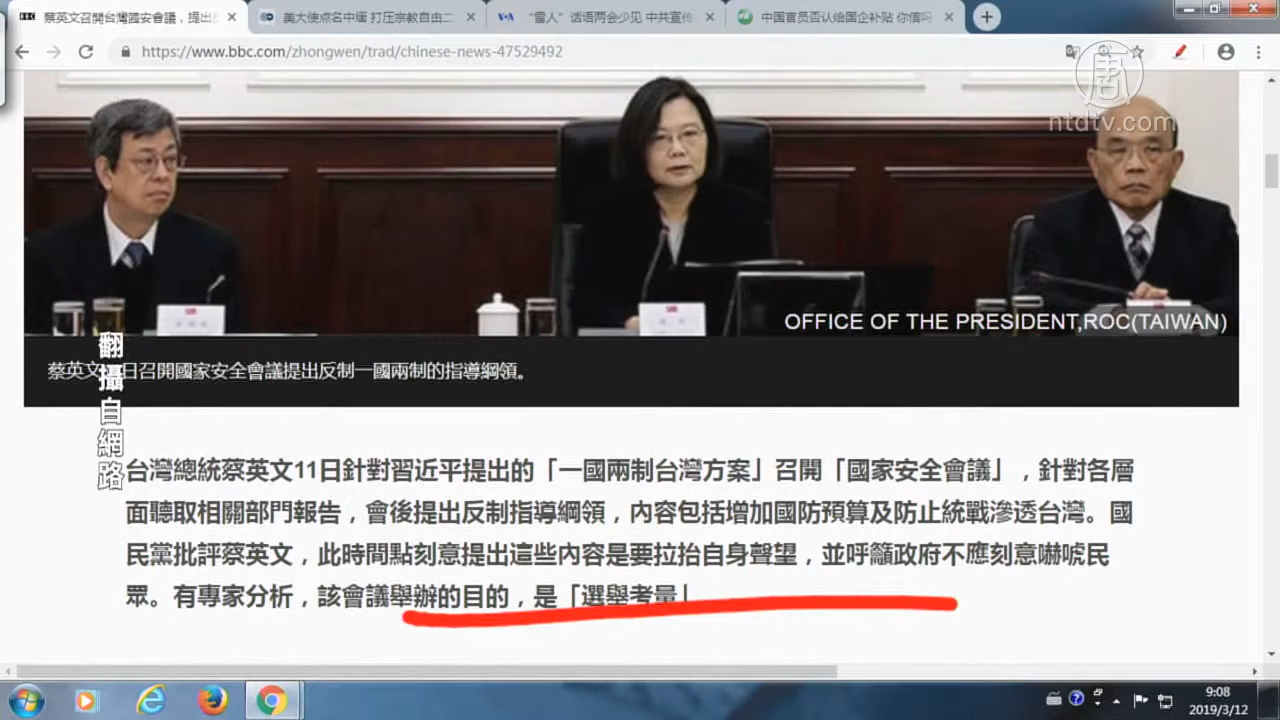 蔡英文召開台灣國安會議，提出
美大使点名中疆 打压宗教自由二
VOA "雷人"话语两会少见 中共宣传
中国官员否认给国企补贴 你信吗
https://www.bbc.com/zhongwen/trad/chinese-news-47529492
唐
ntdtv.com
OFFICE OF THE PRESIDENT,ROC(TAIWAN)
蔡英文 日召開國家安全會議提出反制一國兩制的指導綱領。
翻攝自網路
台灣總統蔡英文11日針對習近平提出的「一國兩制台灣方案」召開「國家安全會議」，針對各層
面聽取相關部門報告，會後提出反制指導綱領，內容包括增加國防預算及防止統戰滲透台灣。國
民黨批評蔡英文，此時間點刻意提出這些內容是要拉抬自身聲望，並呼籲政府不應刻意嚇唬民
眾。有專家分析，該會議舉辦的目的，是「選舉考量」
9:08
2019/3/12